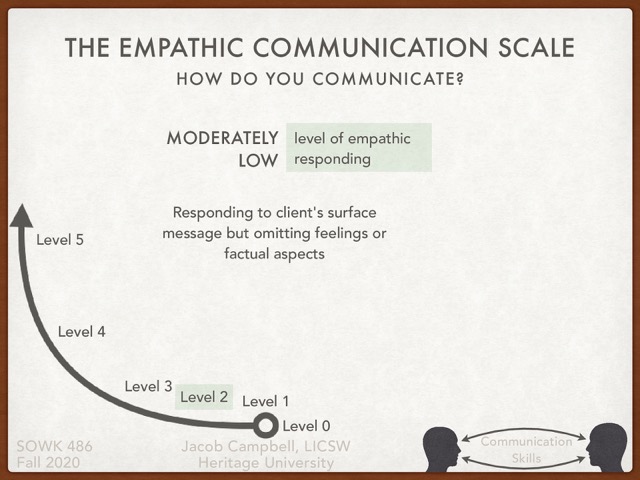 THE EMPATHIC COMMUNICATION SCALE
HOW DO YOU COMMUNICATE?
MODERATELY
LOW
level of empathic
responding
Responding to client's surface
message but omitting feelings or
factual aspects
Level 5
Level 4
Level 3
Level 2
Level 1
Level 0
SOWK 486
Fall 2020
Jacob Campbell, LICSW
Heritage University
Communication
Skills